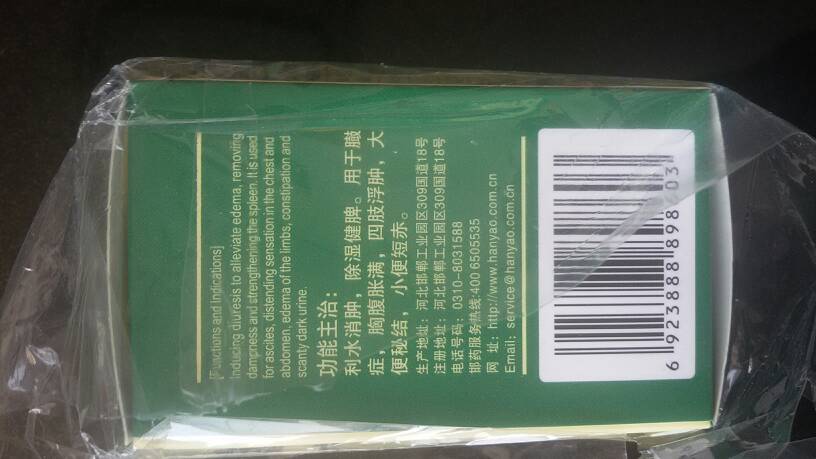 [Functions and Indications]
Inducing diuresis to alleviate edema, removing
dampness and strengthening the spleen. It is used
for ascites, distending sensation in the chest and
abdomen, edema of the limbs, constipation and
scanty dark urine.
功能主治：
利水消肿，除湿健脾。用于臌
症，胸腹胀满，四肢浮肿，大
便秘结，小便短赤。
生产地址：河北邯郸工业园区309国道18号
注册地址：河北邯郸工业园区309国道18号
电话号码：0310-8031588
邯药服务热线:400 6505535
网 址：http://www.hanyao.com.cn
Email：service@hanyao.com.cn
6 923888 898